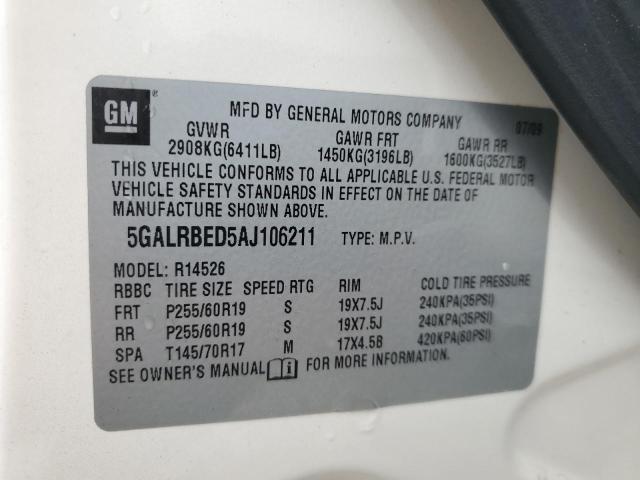 GM
MFD BY GENERAL MOTORS COMPANY 07/09
GVWR GAWR FRT GAWR RR
2908KG(6411LB) 1450KG(3196LB) 1600KG(3527LB)
THIS VEHICLE CONFORMS TO ALL APPLICABLE U.S. FEDERAL MOTOR
VEHICLE SAFETY STANDARDS IN EFFECT ON THE DATE OF
MANUFACTURE SHOWN ABOVE.
5GALRBED5AJ106211 TYPE: M.P.V.
MODEL: R14526
RBBC TIRE SIZE SPEED RTG RIM COLD TIRE PRESSURE
FRT P255/60R19 S 19X7.5J 240KPA(35PSI)
RR P255/60R19 S 19X7.5J 240KPA(35PSI)
SPA T145/70R17 M 17X4.5B 420KPA(60PSI)
SEE OWNER'S MANUAL i FOR MORE INFORMATION.